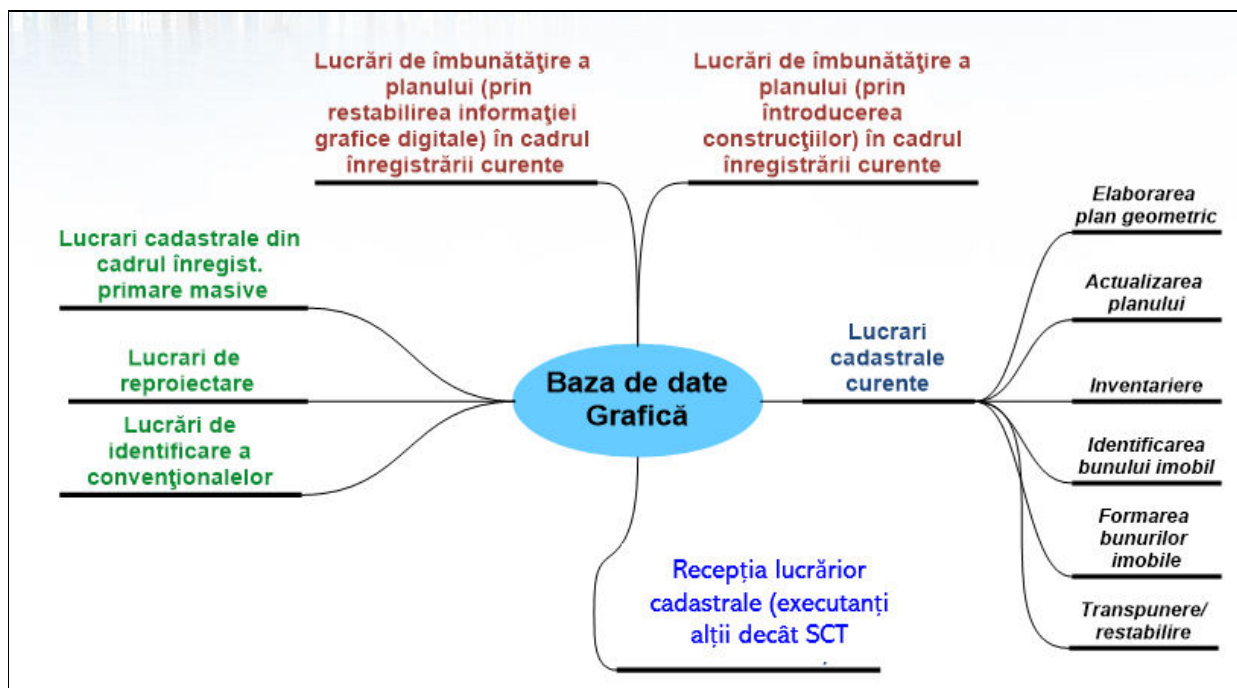 Lucrări de îmbunătăţire a
planului (prin
restabilirea informaţiei
grafice digitale) în cadrul
înregistrării curente
Lucrări de îmbunătăţire a
planului (prin
întroducerea
construcţiilor) în cadrul
înregistrării curente
Lucrari cadastrale din
cadrul înregist.
primare masive
Lucrari de
reproiectare
Lucrări de
identificare a
convenţionalelor
Baza de date
Grafică
Lucrari
cadastrale
curente
Elaborarea
plan geometric
Actualizarea
planului
Inventariere
Identificarea
bunului imobil
Formarea
bunurilor
imobile
Transpunere/
restabilire
Recepția lucrărior
cadastrale (executanți
alții decât SCT